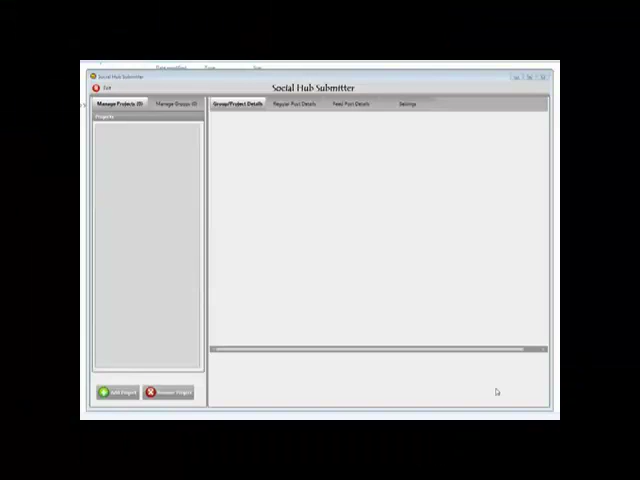 Social Hub Submitter
Exit
Social Hub Submitter
Manage Projects (0) Manage Groups (0) Group/Project Details Regular Post Details Feed Post Details Settings
Projects
Add Project Remove Project